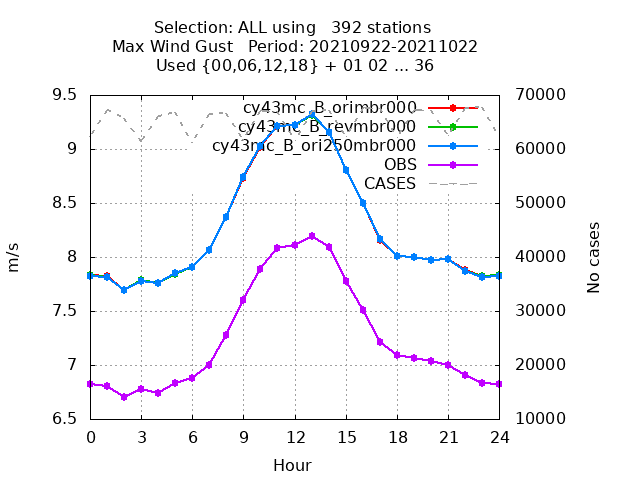 Selection: ALL using   392 stations
Max Wind Gust   Period: 20210922-20211022
Used {00,06,12,18} + 01 02 ... 36
9.5
9
8.5
8
7.5
7
6.5
m/s
70000
60000
50000
40000
30000
20000
10000
No cases
cy43mc_B_orimbr000
cy43mc_B_revmbr000
cy43mc_B_ori250mbr000
OBS
CASES
0 3 6 9 12 15 18 21 24
Hour